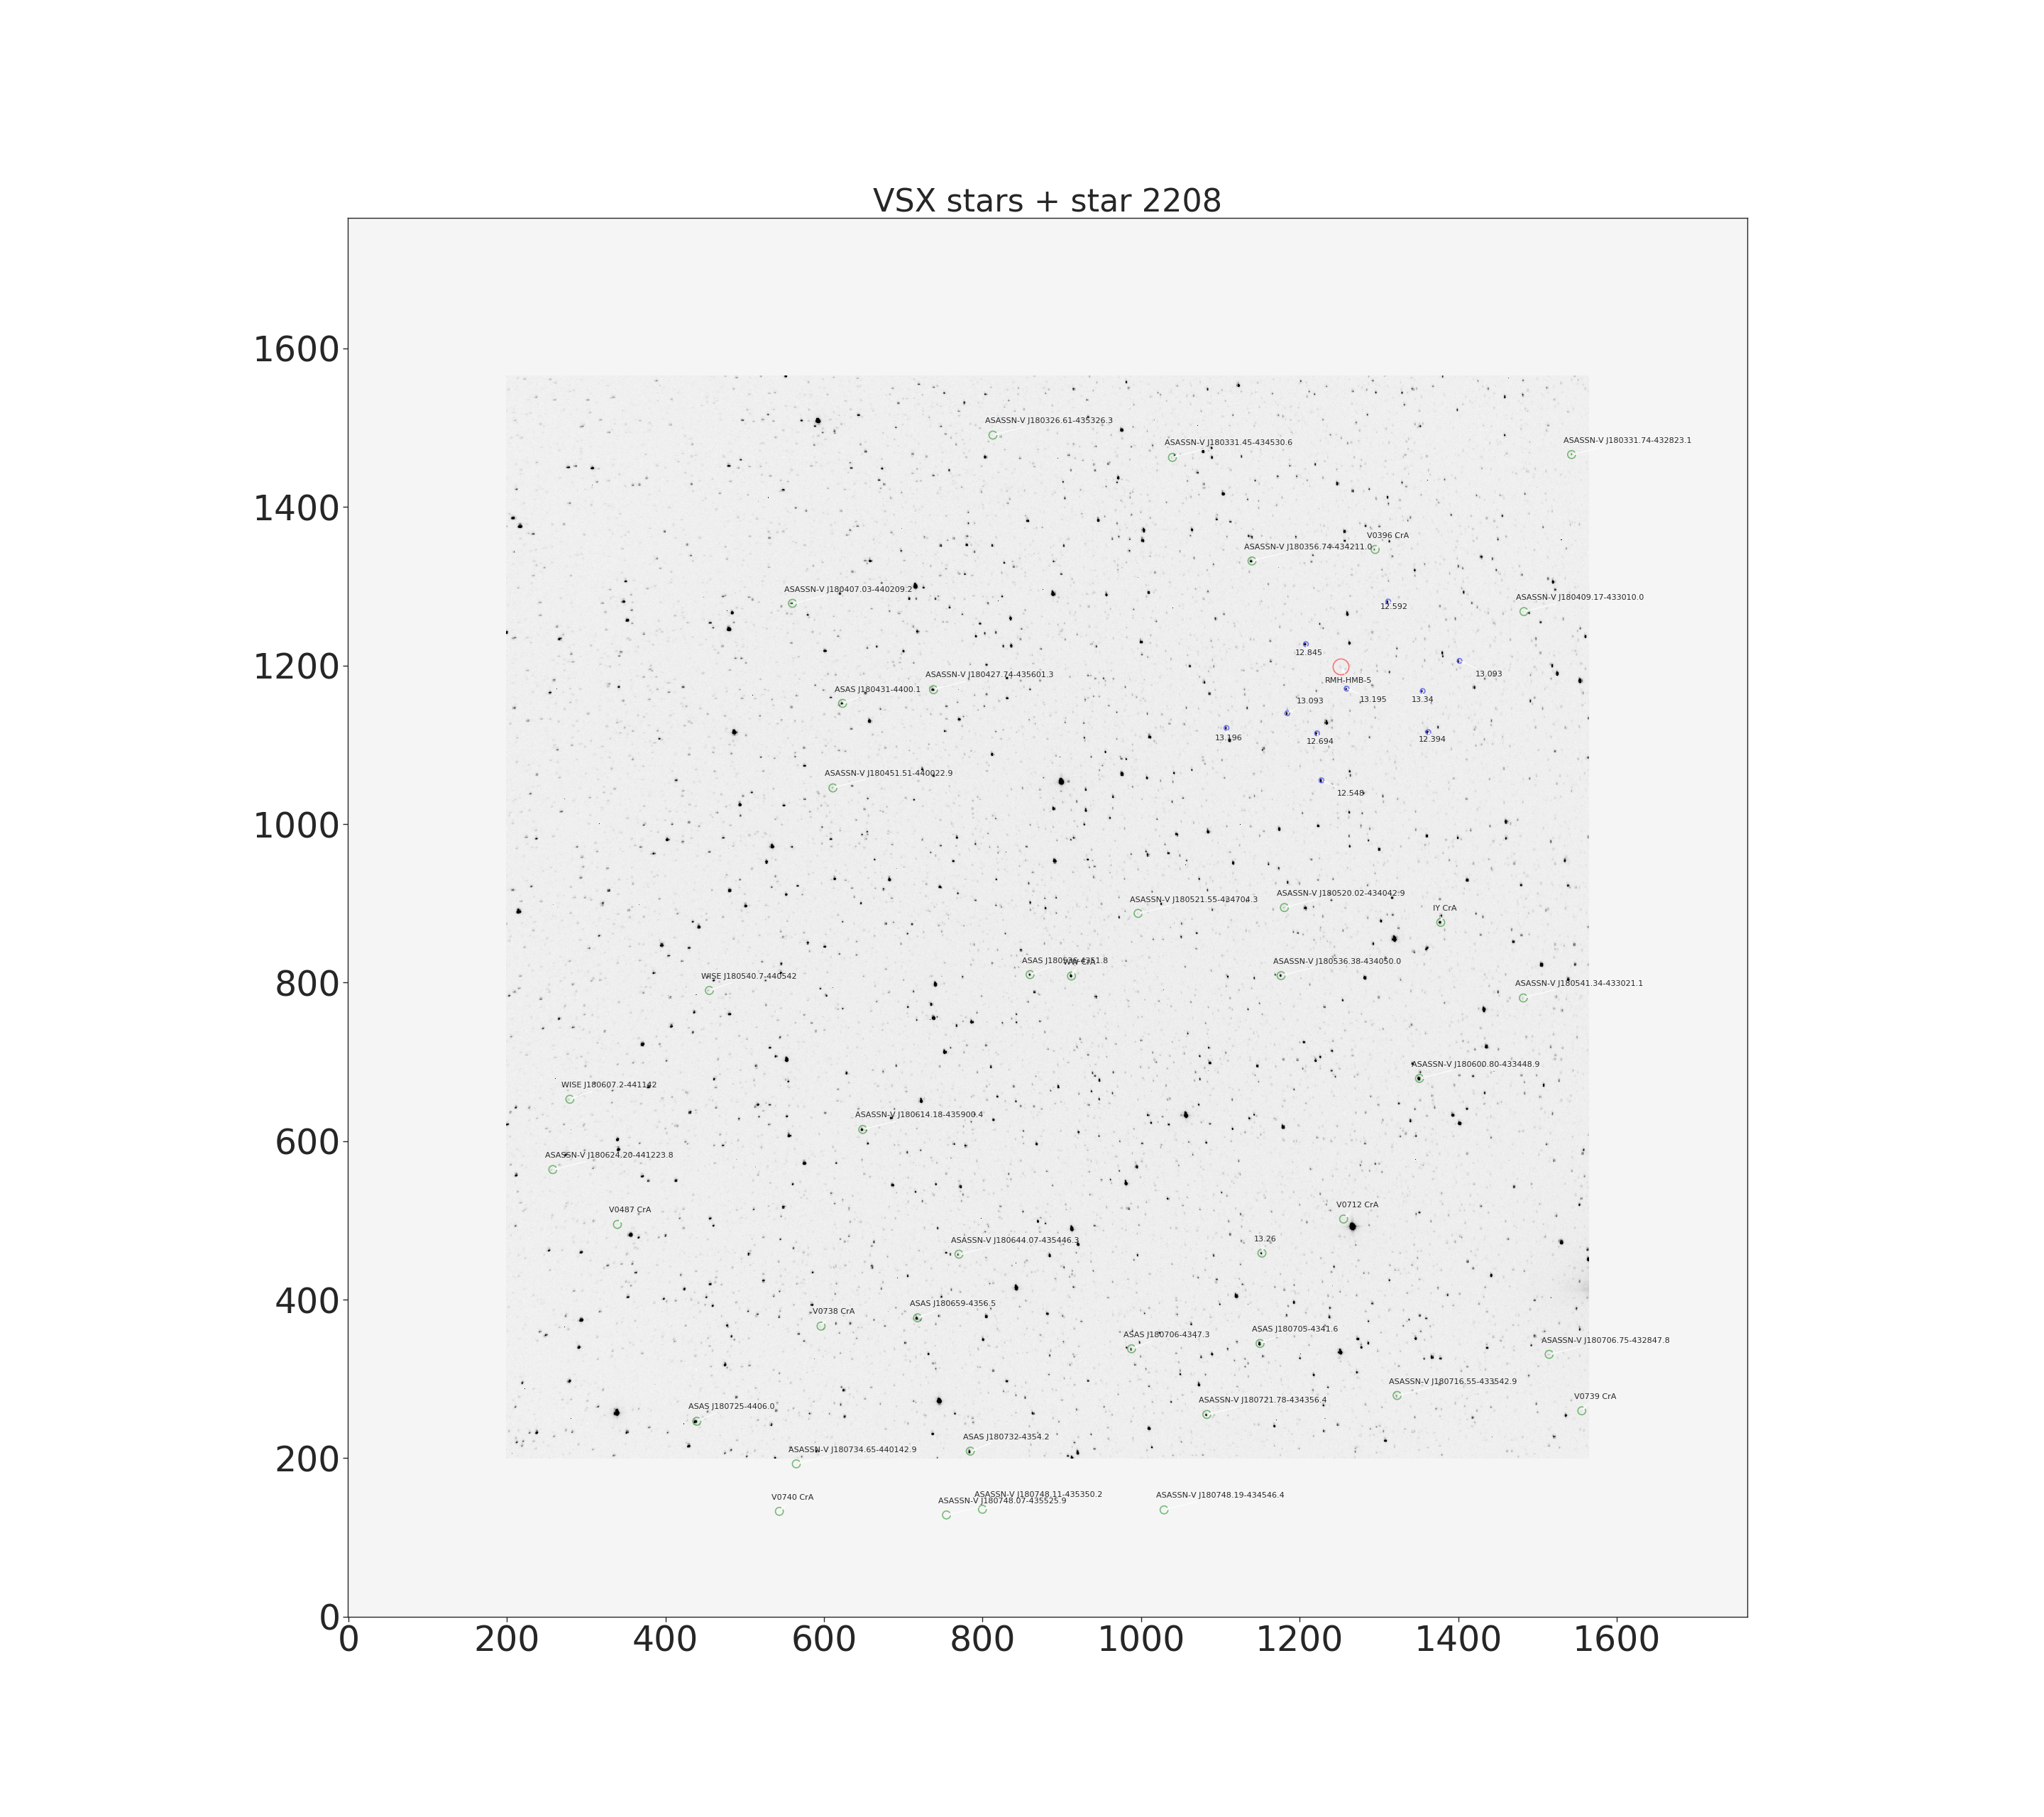 VSX stars + star 2208
1600
ASASSN-V J180326.61-435326.3
ASASSN-V J180331.45-434530.6
ASASSN-V J180331.74-432823.1
1400
V0396 CrA
ASASSN-V J180356.74-434211.0
ASASSN-V J180407.03-440209.2
ASASSN-V J180409.17-433010.0
12.592
1200
12.845
13.093
ASASSN-V J180427.74-435601.3
RMH-HMB-5
ASAS J180431-4400.1
13.093
13.195
13.34
13.196
12.694
12.394
ASASSN-V J180451.51-440022.9
12.548
1000
ASASSN-V J180520.02-434042.9
ASASSN-V J180521.55-434704.3
IY CrA
ASAS J180536-4351.8
WW CrA
ASASSN-V J180536.38-434050.0
800
WISE J180540.7-440542
ASASSN-V J180541.34-433021.1
ASASSN-V J180600.80-433448.9
WISE J180607.2-441142
ASASSN-V J180614.18-435900.4
600
ASASSN-V J180624.20-441223.8
V0487 CrA
V0712 CrA
ASASSN-V J180644.07-435446.3
13.26
400
ASAS J180659-4356.5
V0738 CrA
ASAS J180706-4347.3
ASAS J180705-4341.6
ASASSN-V J180706.75-432847.8
ASASSN-V J180716.55-433542.9
V0739 CrA
ASAS J180725-4406.0
ASASSN-V J180721.78-434356.4
ASAS J180732-4354.2
ASASSN-V J180734.65-440142.9
200
V0740 CrA
ASASSN-V J180748.11-435350.2
ASASSN-V J180748.07-435525.9
ASASSN-V J180748.19-434546.4
0
0 200 400 600 800 1000 1200 1400 1600